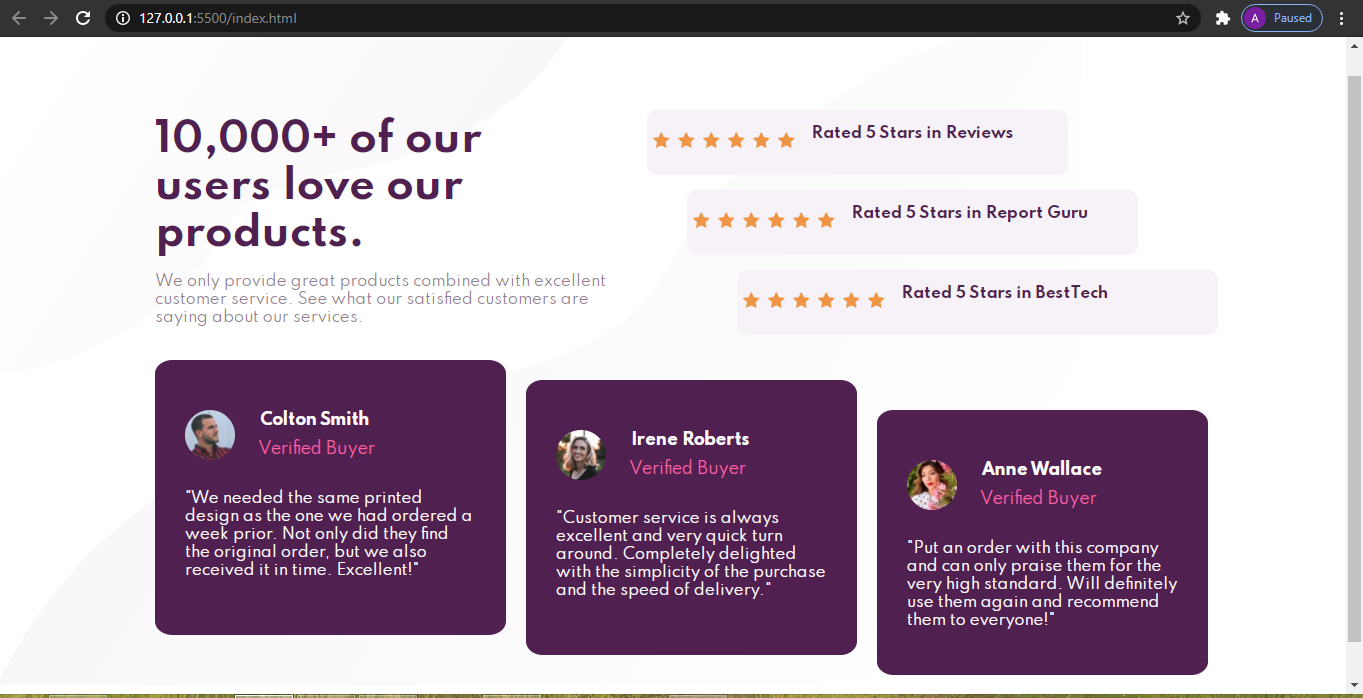 127.0.0.1:5500/index.html
A Paused
10,000+ of our
users love our
products.
We only provide great products combined with excellent
customer service. See what our satisfied customers are
saying about our services.
Rated 5 Stars in Reviews
Rated 5 Stars in Report Guru
Rated 5 Stars in BestTech
Colton Smith
Verified Buyer
"We needed the same printed
design as the one we had ordered a
week prior. Not only did they find
the original order, but we also
received it in time. Excellent!"
Irene Roberts
Verified Buyer
"Customer service is always
excellent and very quick turn
around. Completely delighted
with the simplicity of the purchase
and the speed of delivery."
Anne Wallace
Verified Buyer
"Put an order with this company
and can only praise them for the
very high standard. Will definitely
use them again and recommend
them to everyone!"